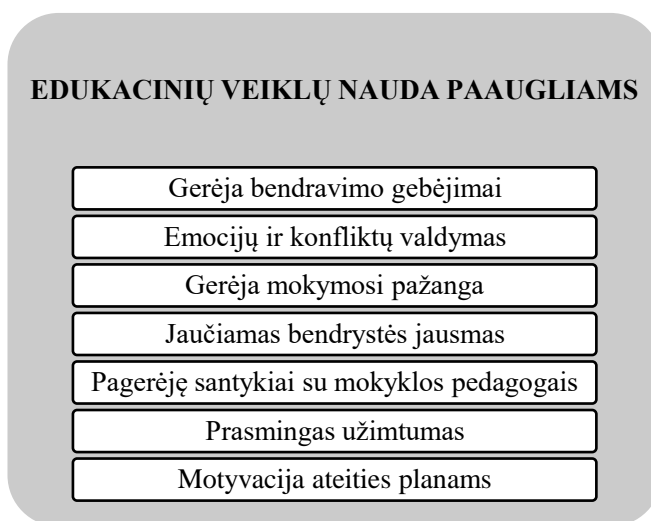 EDUKACINIŲ VEIKLŲ NAUDA PAAUGLIAMS
Gerėja bendravimo gebėjimai
Emocijų ir konfliktų valdymas
Gerėja mokymosi pažanga
Jaučiamas bendrystės jausmas
Pagerėję santykiai su mokyklos pedagogais
Prasmingas užimtumas
Motyvacija ateities planams